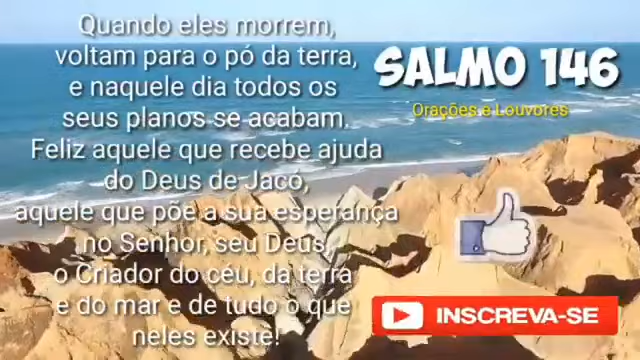 Quando eles morrem,
voltam para o pó da terra,
e naquele dia todos os
seus planos se acabam.
Feliz aquele que recebe ajuda
do Deus de Jacó,
aquele que põe a sua esperança
no Senhor, seu Deus,
o Criador do céu, da terra
e do mar e de tudo o que
neles existe!
SALMO 146
Orações e Louvores
INSCREVA-SE